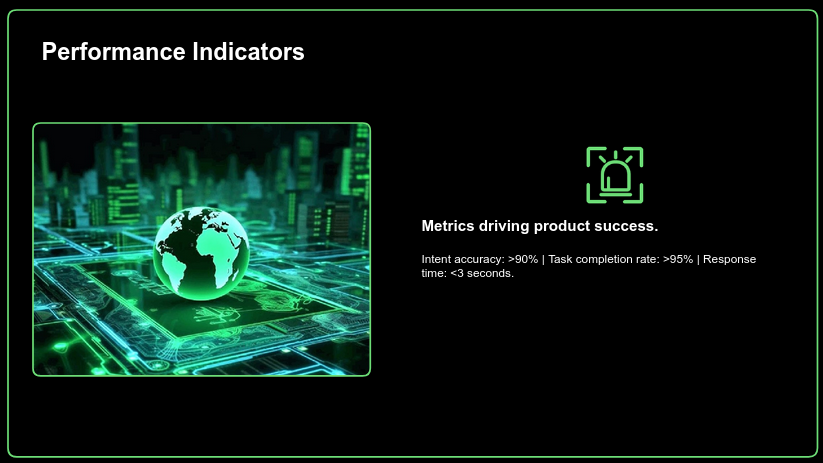 Performance Indicators
Metrics driving product success.
Intent accuracy: >90% | Task completion rate: >95% | Response
time: <3 seconds.